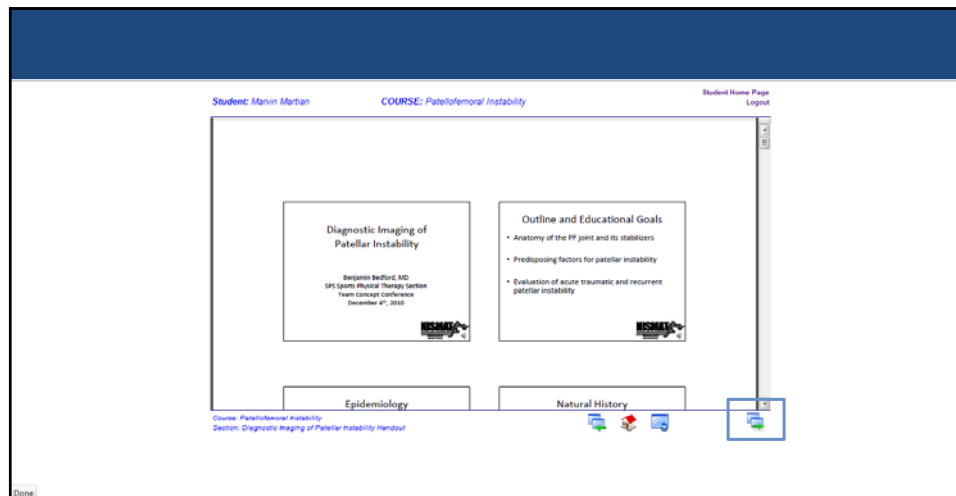 Student Home Page
Logout
Student: Marvin Martian
COURSE: Patellofemoral Instability
Diagnostic Imaging of
Patellar Instability
Benjamin Bedford, MD
SPS Sports Physical Therapy Section
Team Concept Conference
December 4th, 2010
NISMAT
Outline and Educational Goals
• Anatomy of the PF joint and its stabilizers
• Predisposing factors for patellar instability
• Evaluation of acute traumatic and recurrent
patellar instability
NISMAT
Epidemiology
Natural History
Course: Patellofemoral Instability
Section: Diagnostic Imaging of Patellar Instability Handout
Done